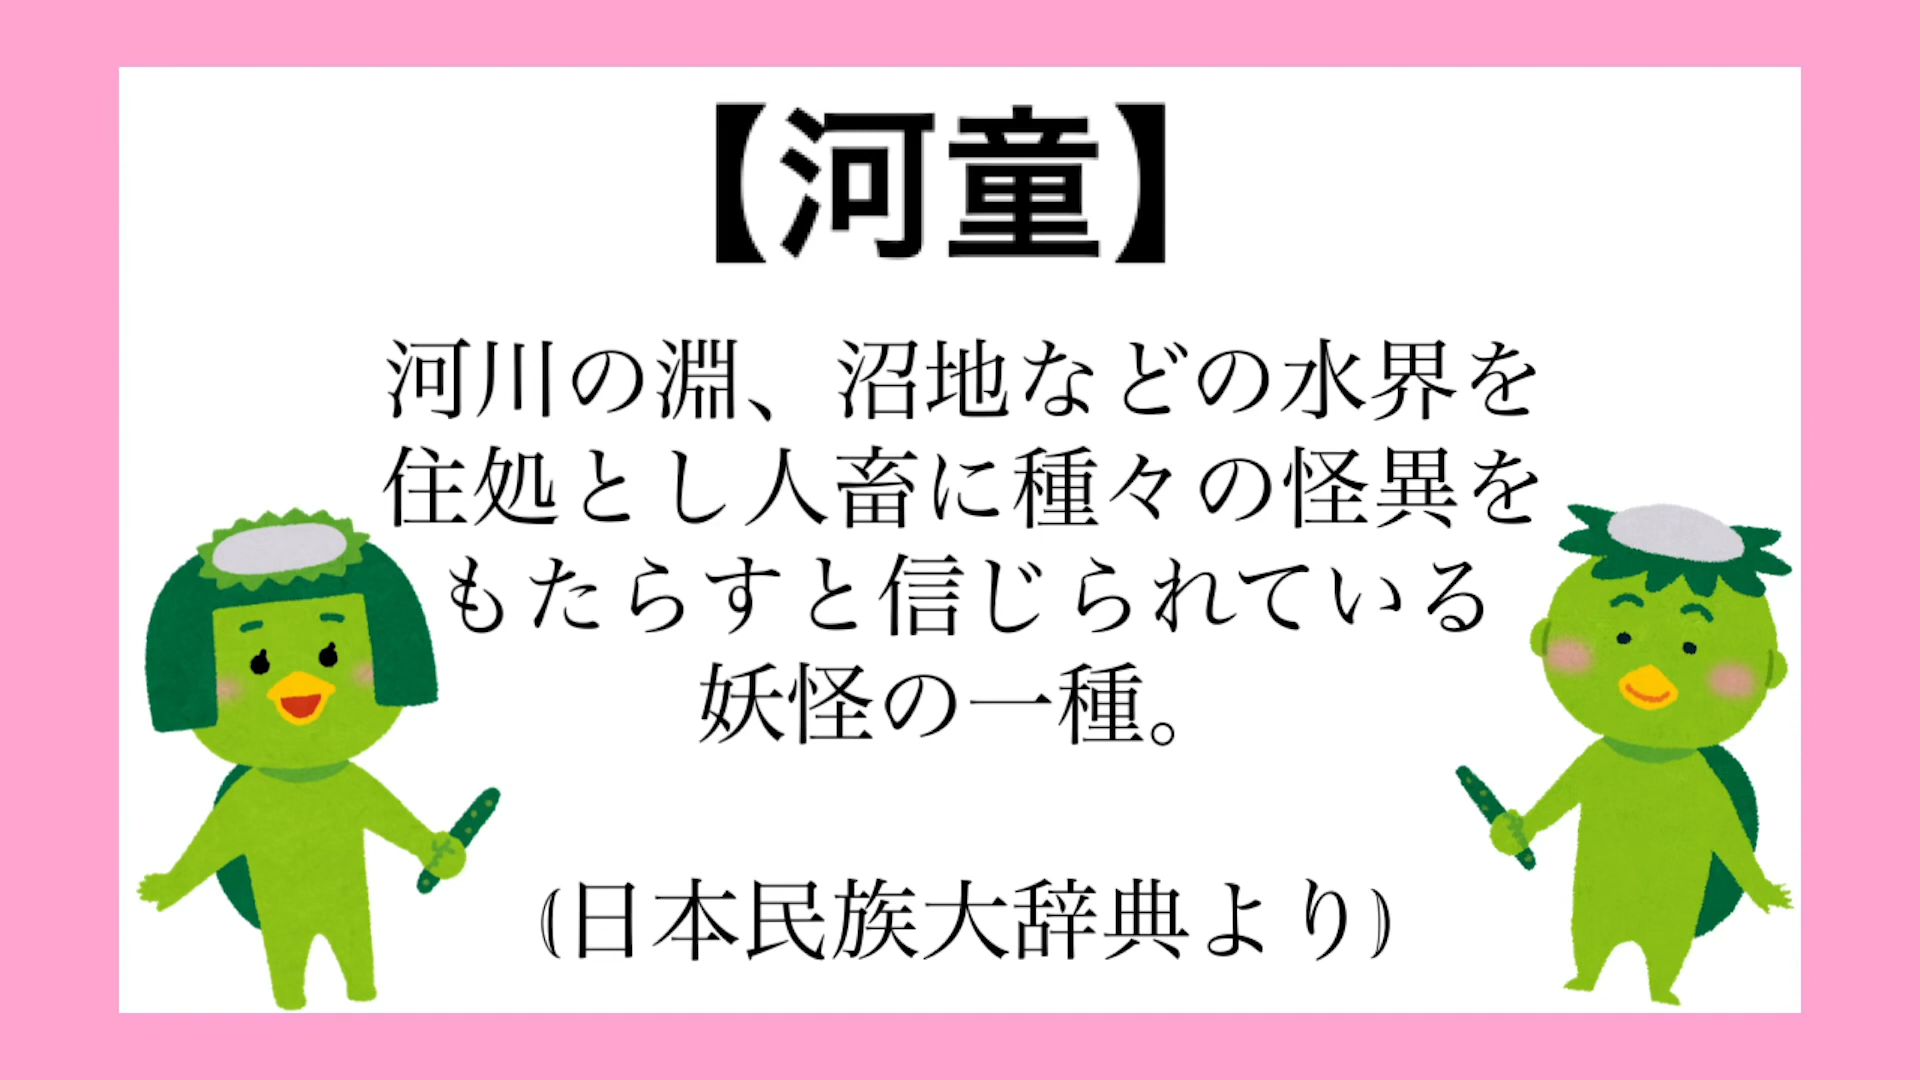 【河童】
河川の淵、沼地などの水界を
住処とし人畜に種々の怪異を
もたらすと信じられている
妖怪の一種。
(日本民族大辞典より)